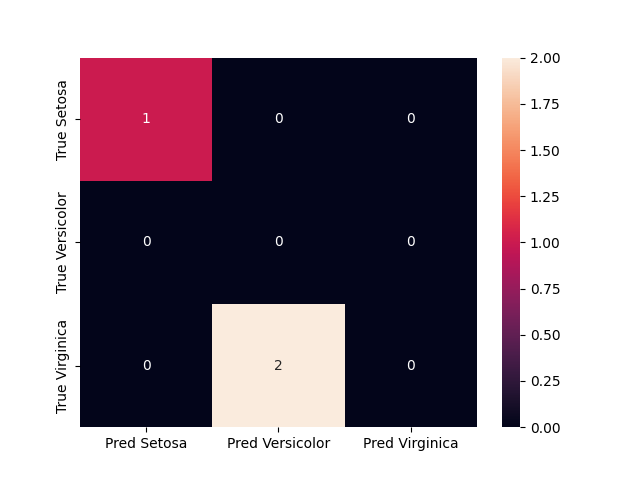 True Setosa
1 0 0
True Versicolor
0 0 0
True Virginica
0 2 0
Pred Setosa Pred Versicolor Pred Virginica
2.00
1.75
1.50
1.25
1.00
0.75
0.50
0.25
0.00